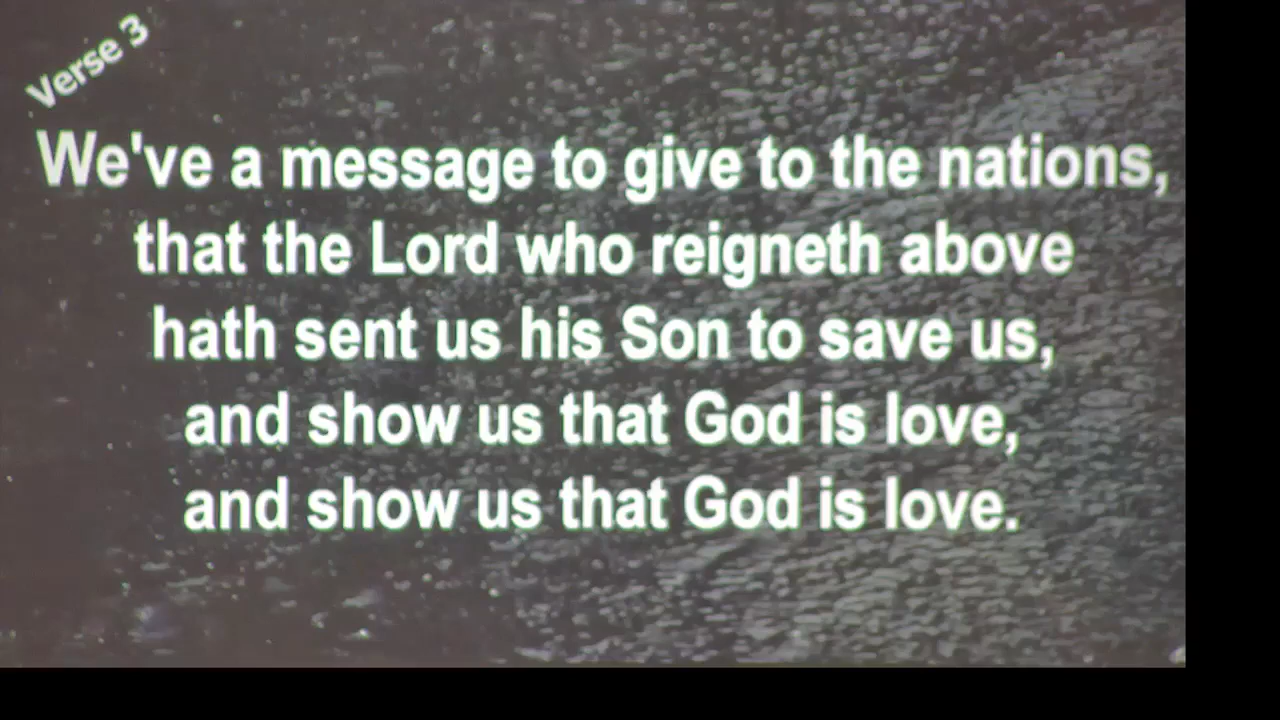 Verse 3
We've a message to give to the nations,
that the Lord who reigneth above
hath sent us his Son to save us,
and show us that God is love,
and show us that God is love.